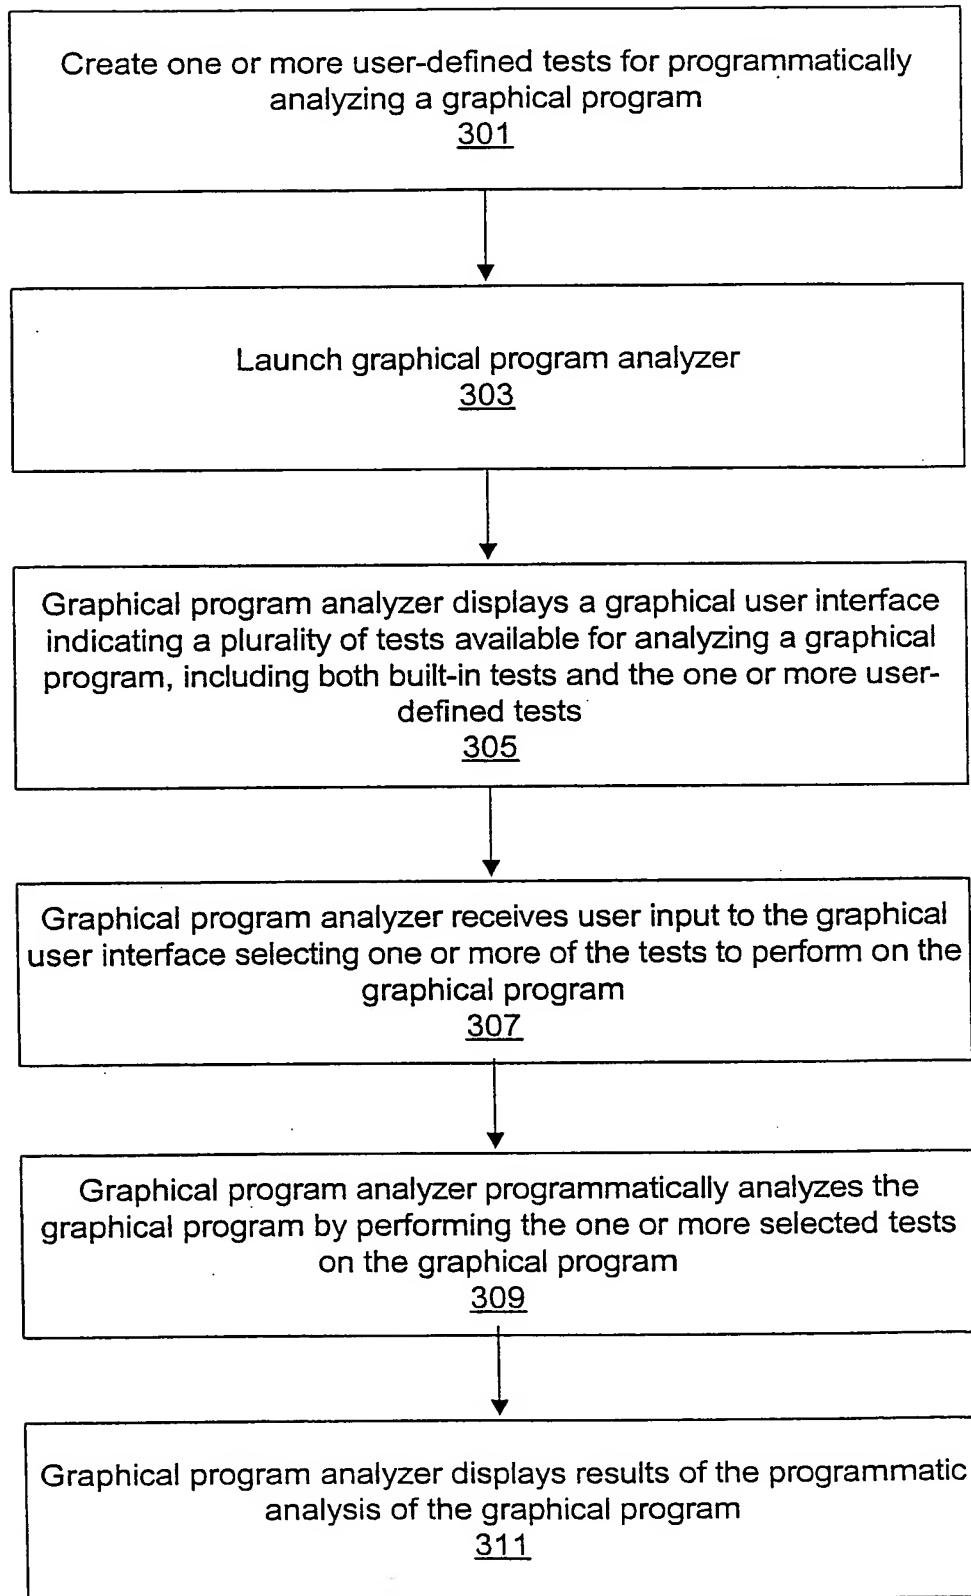 Create one or more user-defined tests for programmatically
analyzing a graphical program
301
Launch graphical program analyzer
303
Graphical program analyzer displays a graphical user interface
indicating a plurality of tests available for analyzing a graphical
program, including both built-in tests and the one or more user-
defined tests
305
Graphical program analyzer receives user input to the graphical
user interface selecting one or more of the tests to perform on the
graphical program
307
Graphical program analyzer programmatically analyzes the
graphical program by performing the one or more selected tests
on the graphical program
309
Graphical program analyzer displays results of the programmatic
analysis of the graphical program
311